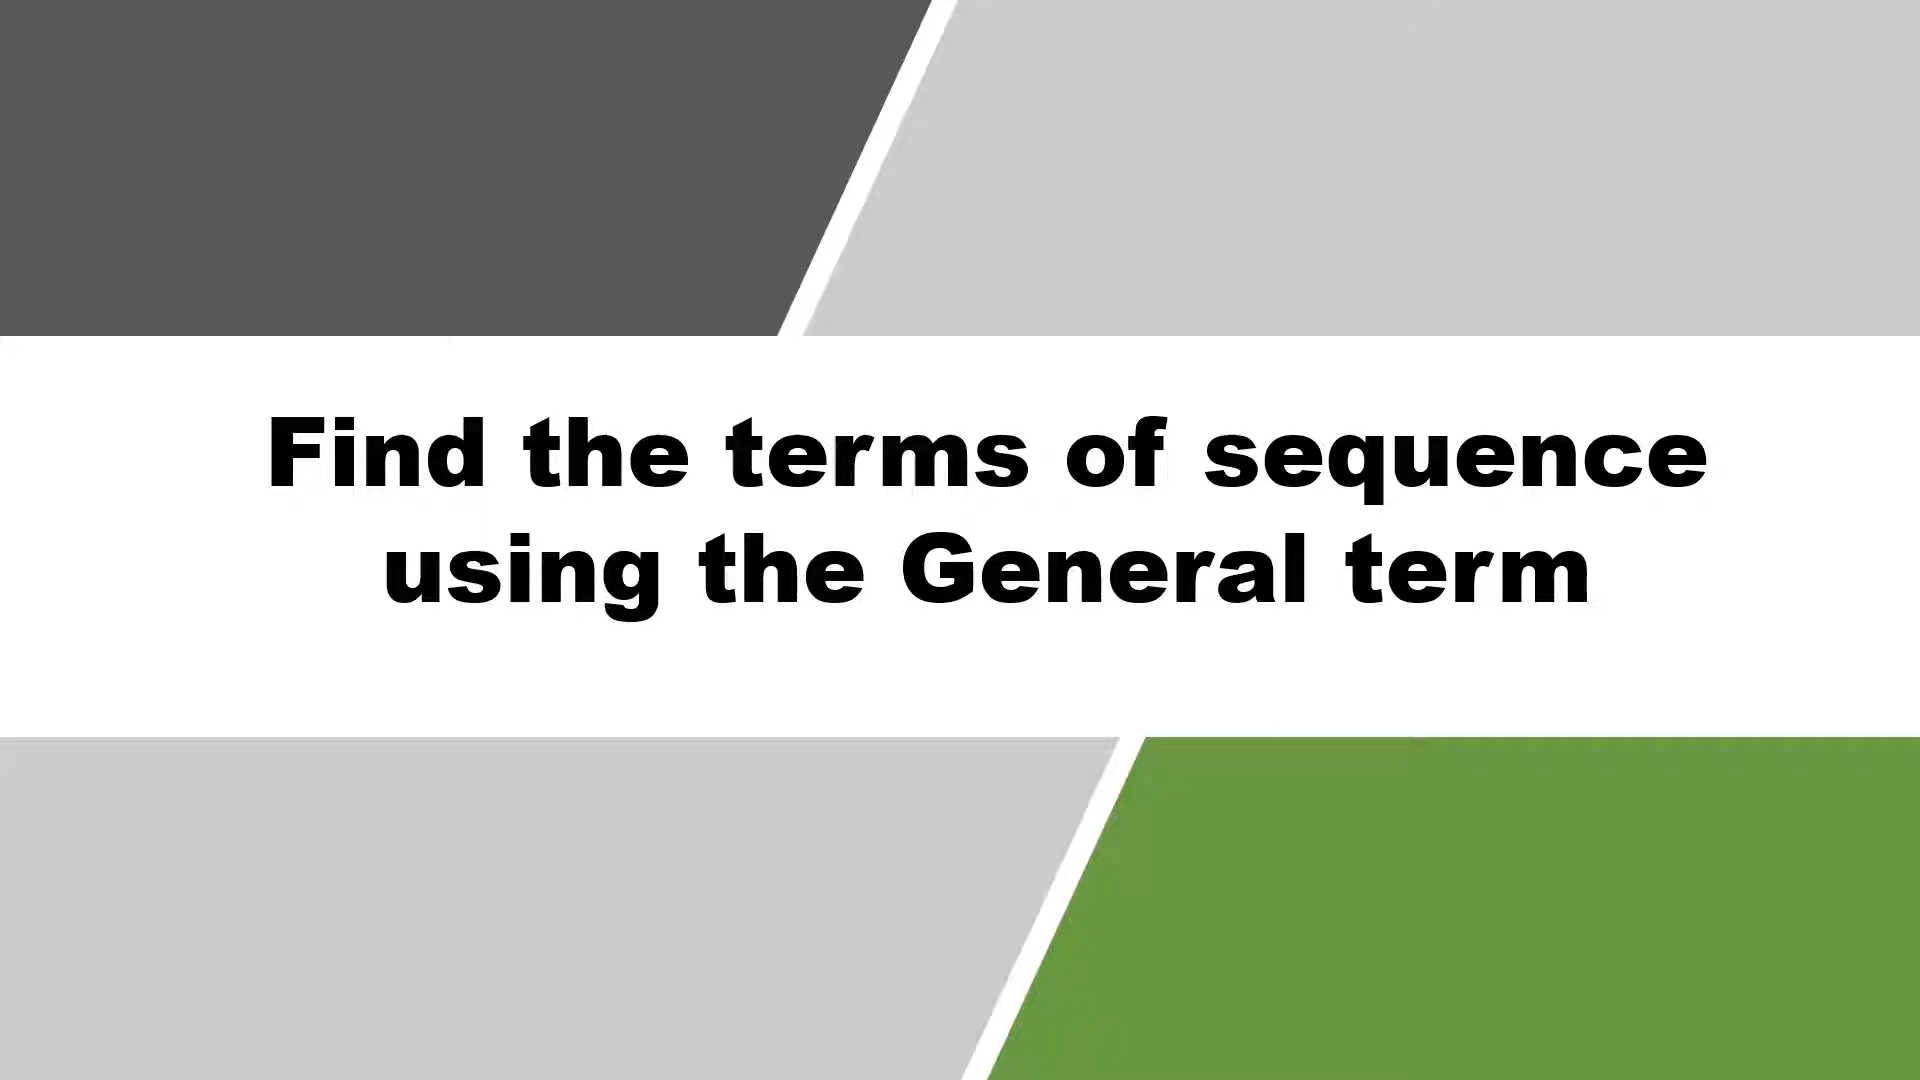 Find the terms of sequence
using the General term